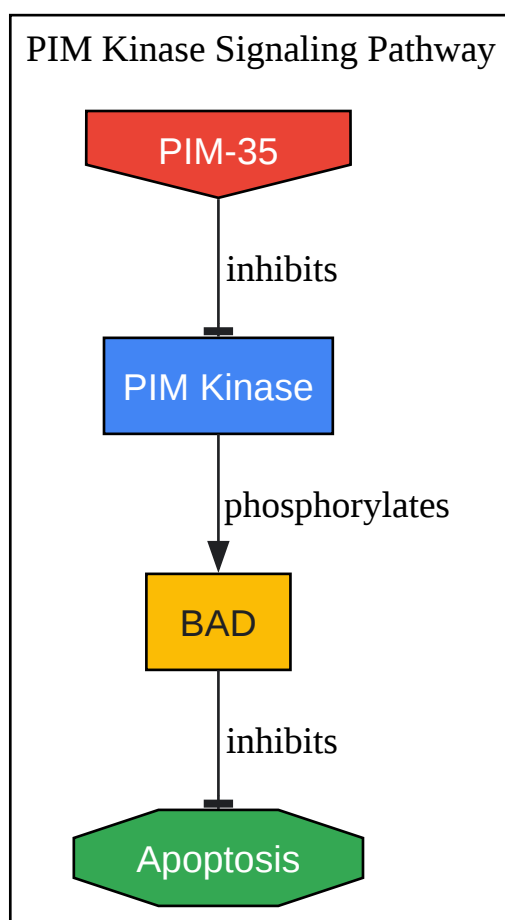 PIM Kinase Signaling Pathway
PIM-35
inhibits
PIM Kinase
phosphorylates
BAD
inhibits
Apoptosis